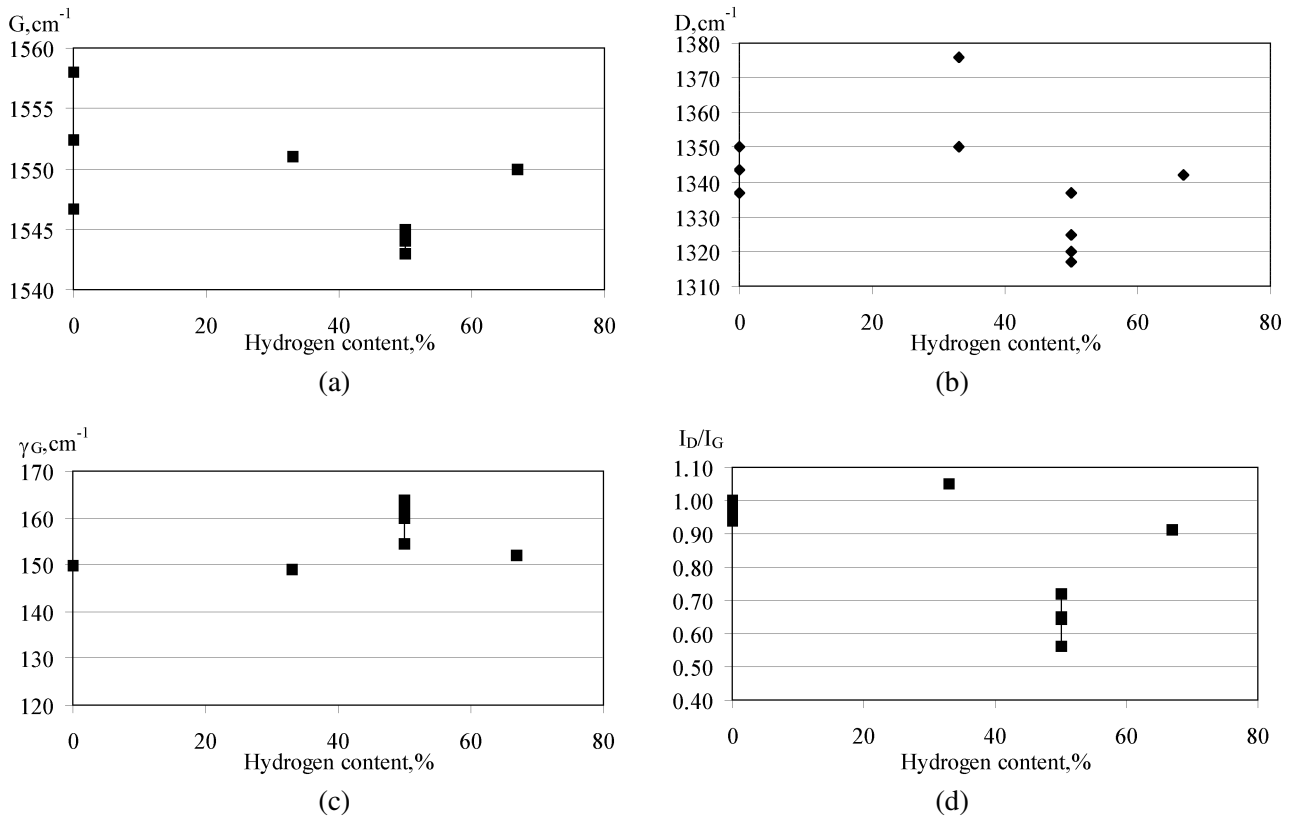 G,cm-1
1560
1555
1550
1545
1540
0 20 40 60 80
Hydrogen content,%
(a)
D,cm-1
1380
1370
1360
1350
1340
1330
1320
1310
0 20 40 60 80
Hydrogen content,%
(b)
γG,cm-1
170
160
150
140
130
120
0 20 40 60 80
Hydrogen content,%
(c)
ID/IG
1.10
1.00
0.90
0.80
0.70
0.60
0.50
0.40
0 20 40 60 80
Hydrogen content,%
(d)